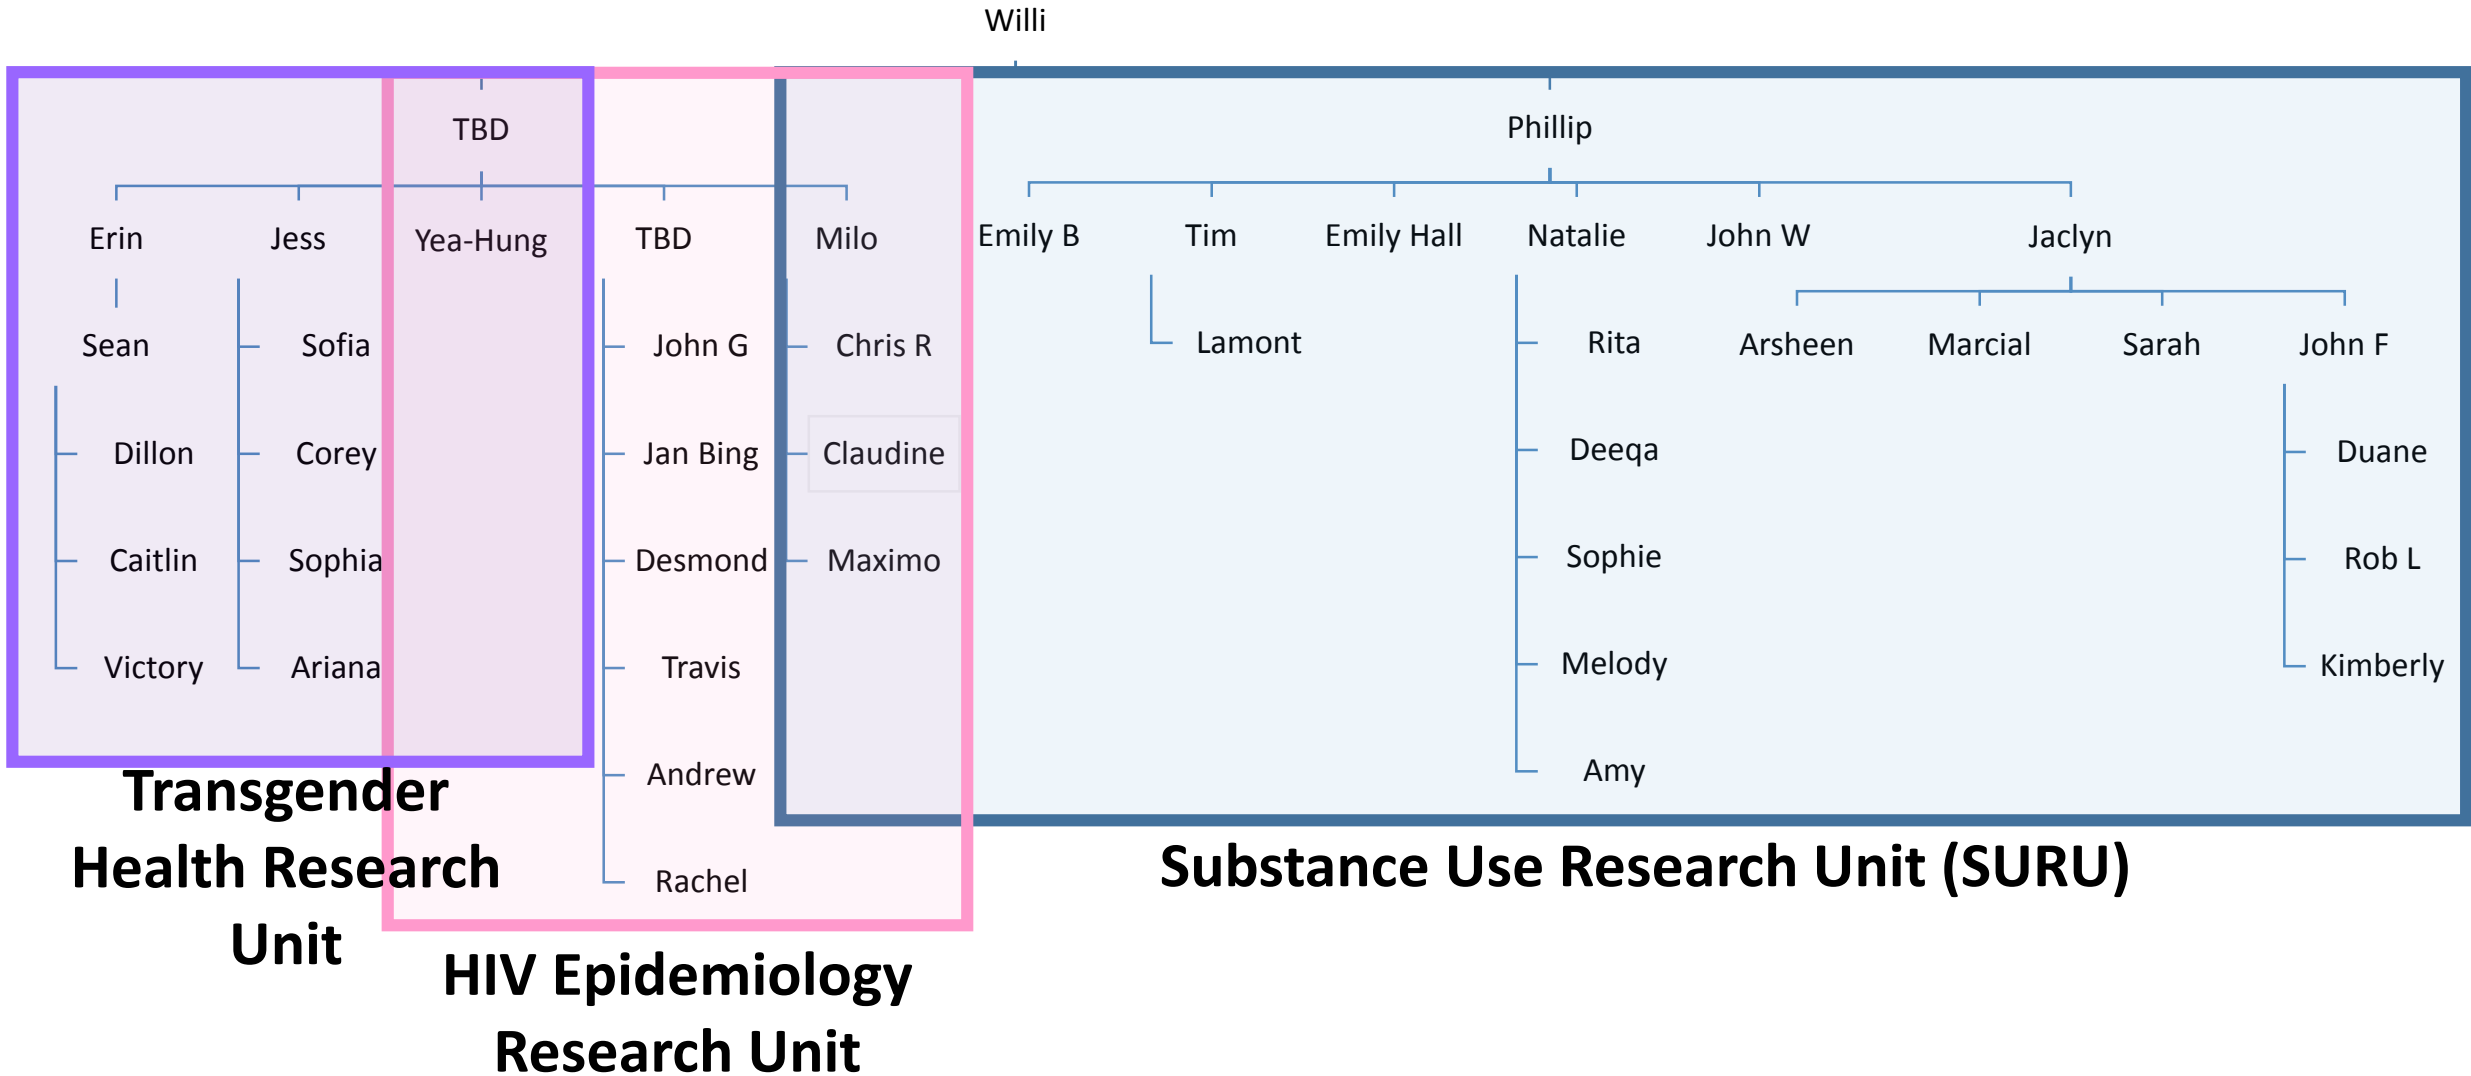 Willi
TBD
Phillip
Erin
Jess
Yea-Hung
TBD
Milo
Emily B
Tim
Emily Hall
Natalie
John W
Jaclyn
Sean
Sofia
John G
Chris R
Lamont
Rita
Arsheen
Marcial
Sarah
John F
Dillon
Corey
Jan Bing
Claudine
Deeqa
Duane
Caitlin
Sophia
Desmond
Maximo
Sophie
Rob L
Victory
Ariana
Travis
Melody
Kimberly
Andrew
Amy
Rachel
Transgender
Health Research
Unit
HIV Epidemiology
Research Unit
Substance Use Research Unit (SURU)